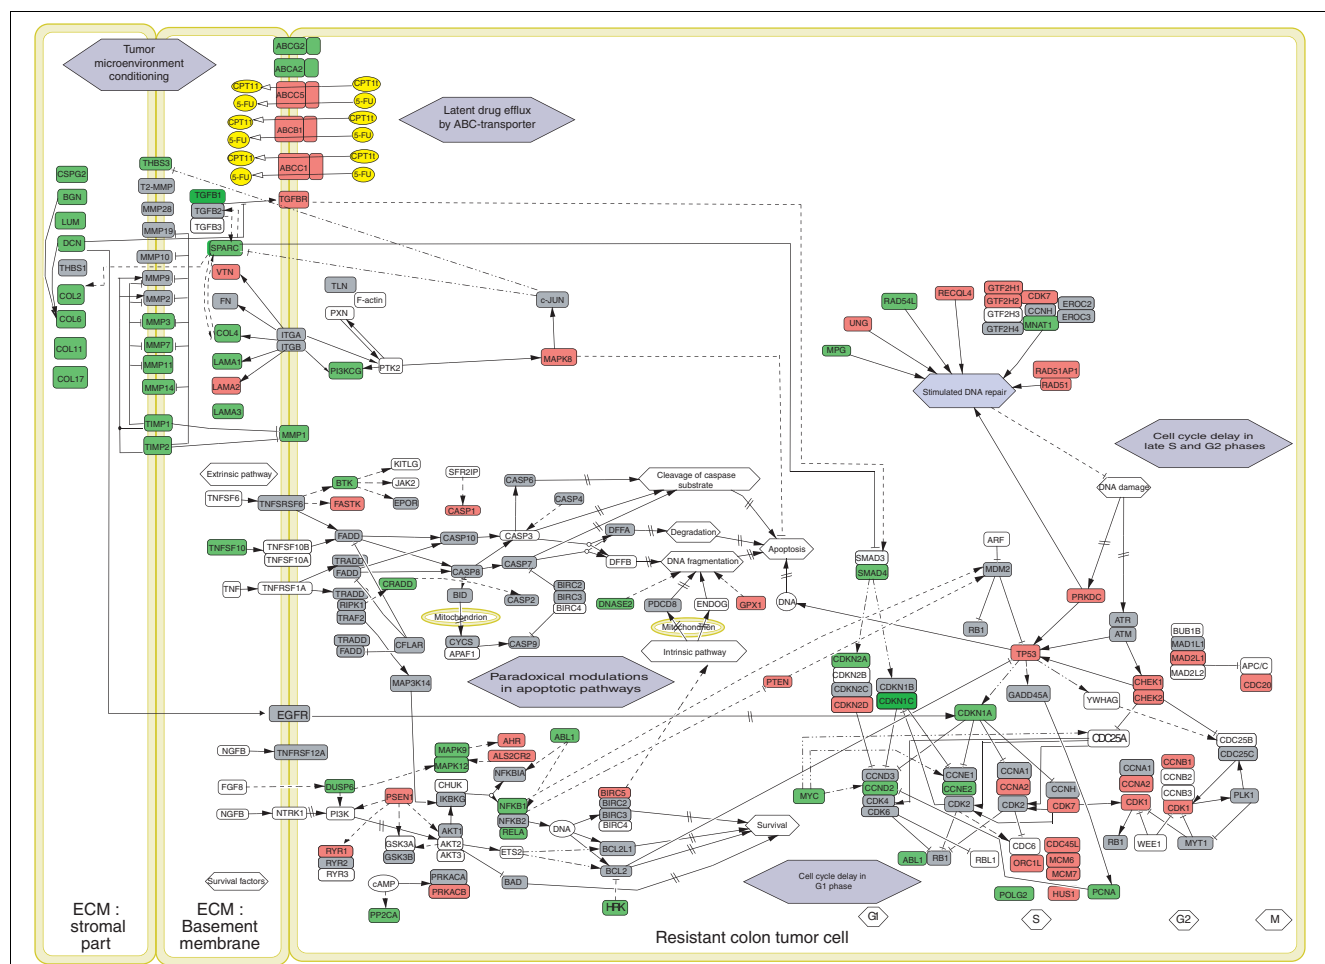 Tumor
microenvironment
conditioning
ABCG2
ABCA2
CPT11
CPT1t
ABCC5
5-FU
5-FU
CPT11
CPT1t
ABCB1
5-FU
5-FU
CPT11
CPT1t
ABCC1
5-FU
5-FU
Latent drug efflux
by ABC-transporter
CSPG2
BGN
LUM
DCN
THBS1
COL2
COL6
COL11
COL17
THBS3
T2-MMP
MMP28
MMP19
MMP10
MMP9
MMP2
MMP3
MMP7
MMP11
MMP14
TIMP1
TIMP2
TGFB1
TGFB2
TGFB3
TGFBR
SPARC
VTN
FN
COL4
LAMA1
LAMA2
LAMA3
ITGA
ITGB
MMP1
TLN
F-actin
PXN
PI3KCG
PTK2
c-JUN
MAPK8
RAD54L
RECQL4
UNG
MPG
GTF2H1
GTF2H2
GTF2H3
GTF2H4
CDK7
CCNH
MNAT1
EROC2
EROC3
RAD51AP1
RAD51
Stimulated DNA repair
Cell cycle delay in
late S and G2 phases
DNA damage
Extrinsic pathway
TNFSF6
TNFSRSF6
BTK
FASTK
KITLG
JAK2
EPOR
SFR2IP
CASP1
CASP6
CASP4
Cleavage of caspase
substrate
TNFSF10
TNFSF10B
TNFSF10A
FADD
CASP10
CASP3
DFFA
Degradation
Apoptosis
TRADD
FADD
CASP8
CASP7
DFFB
DNA fragmentation
TNF
TNFRSF1A
TRADD
RIPK1
TRAF2
CRADD
BID
CASP2
BIRC2
BIRC3
BIRC4
DNASE2
PDCD8
ENDOG
GPX1
DNA
Mitochondrion
Mitochondrion
TRADD
FADD
CFLAR
CYCS
APAF1
CASP9
Intrinsic pathway
MAP3K14
Paradoxical modulations
in apoptotic pathways
PTEN
SMAD3
SMAD4
ARF
MDM2
RB1
PRKDC
ATR
ATM
TP53
BUB1B
MAD1L1
MAD2L1
MAD2L2
APC/C
CDC20
CDKN2A
CDKN2B
CDKN2C
CDKN2D
CDKN1B
CDKN1C
GADD45A
YWHAG
CHEK1
CHEK2
EGFR
CDKN1A
CDC25A
CDC25B
CDC25C
NGFB
TNFRSF12A
MAPK9
MAPK12
AHR
ALS2CR2
NFKBIA
ABL1
FGF8
DUSP6
PSEN1
CHUK
IKBKG
NFKB1
NFKB2
RELA
BIRC5
BIRC2
BIRC3
BIRC4
NGFB
NTRK1
PI3K
DNA
Survival
RYR1
RYR2
RYR3
GSK3A
GSK3B
AKT1
AKT2
AKT3
ETS2
BCL2L1
BCL2
BAD
cAMP
PRKACA
PRKACB
PP2CA
HRK
Survival factors
MYC
CCND3
CCND2
CDK4
CDK6
CCNE1
CCNE2
CDK2
CCNA1
CCNA2
CDK2
CCNH
CDK7
CCNA1
CCNA2
CDK1
CCNB1
CCNB2
CCNB3
CDK1
PLK1
ABL1
RB1
RBL1
CDC6
ORC1L
CDC45L
MCM6
MCM7
RB1
WEE1
MYT1
POLG2
HUS1
PCNA
Cell cycle delay in
G1 phase
G1
S
G2
M
ECM :
stromal
part
ECM :
Basement
membrane
Resistant colon tumor cell